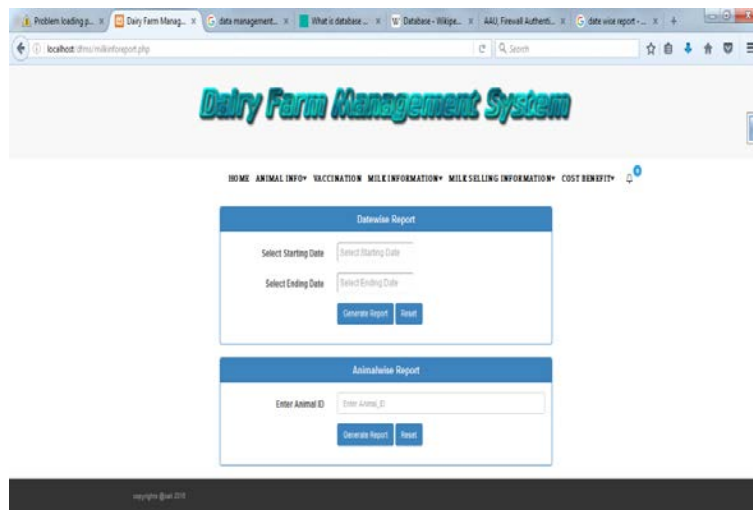 Problem loading p... × Dairy Farm Manag... × data management... × What is database ... × Database - Wikipe... × AAU, Firewall Authenti... × date wise report - ... × +
localhost/dfms/milkinforeport.php Search
Dairy Farm Management System
HOME ANIMAL INFO▾ VACCINATION MILK INFORMATION▾ MILK SELLING INFORMATION▾ COST BENEFIT▾
Datewise Report
Select Starting Date Select Starting Date
Select Ending Date Select Ending Date
Generate Report Reset
Animalwise Report
Enter Animal ID Enter Animal_ID
Generate Report Reset
copyrights